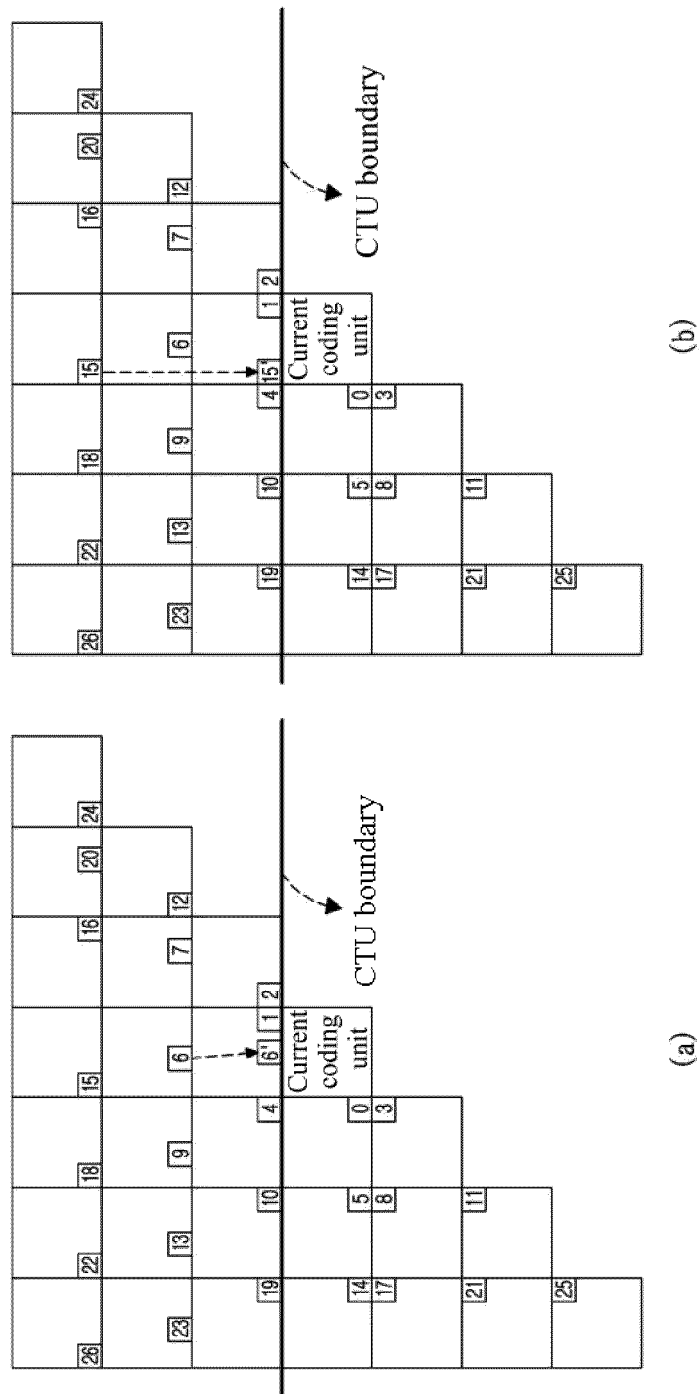 26 22 18 15 16 20 24
23 13 9 6 7 12
19 10 4 6" 1 2
Current
coding
unit
14 5 0
17 8 3
21 11
25
CTU boundary
(a)
26 22 18 15 16 20 24
23 13 9 6 7 12
19 10 4 15' 1 2
Current
coding
unit
14 5 0
17 8 3
21 11
25
CTU boundary
(b)